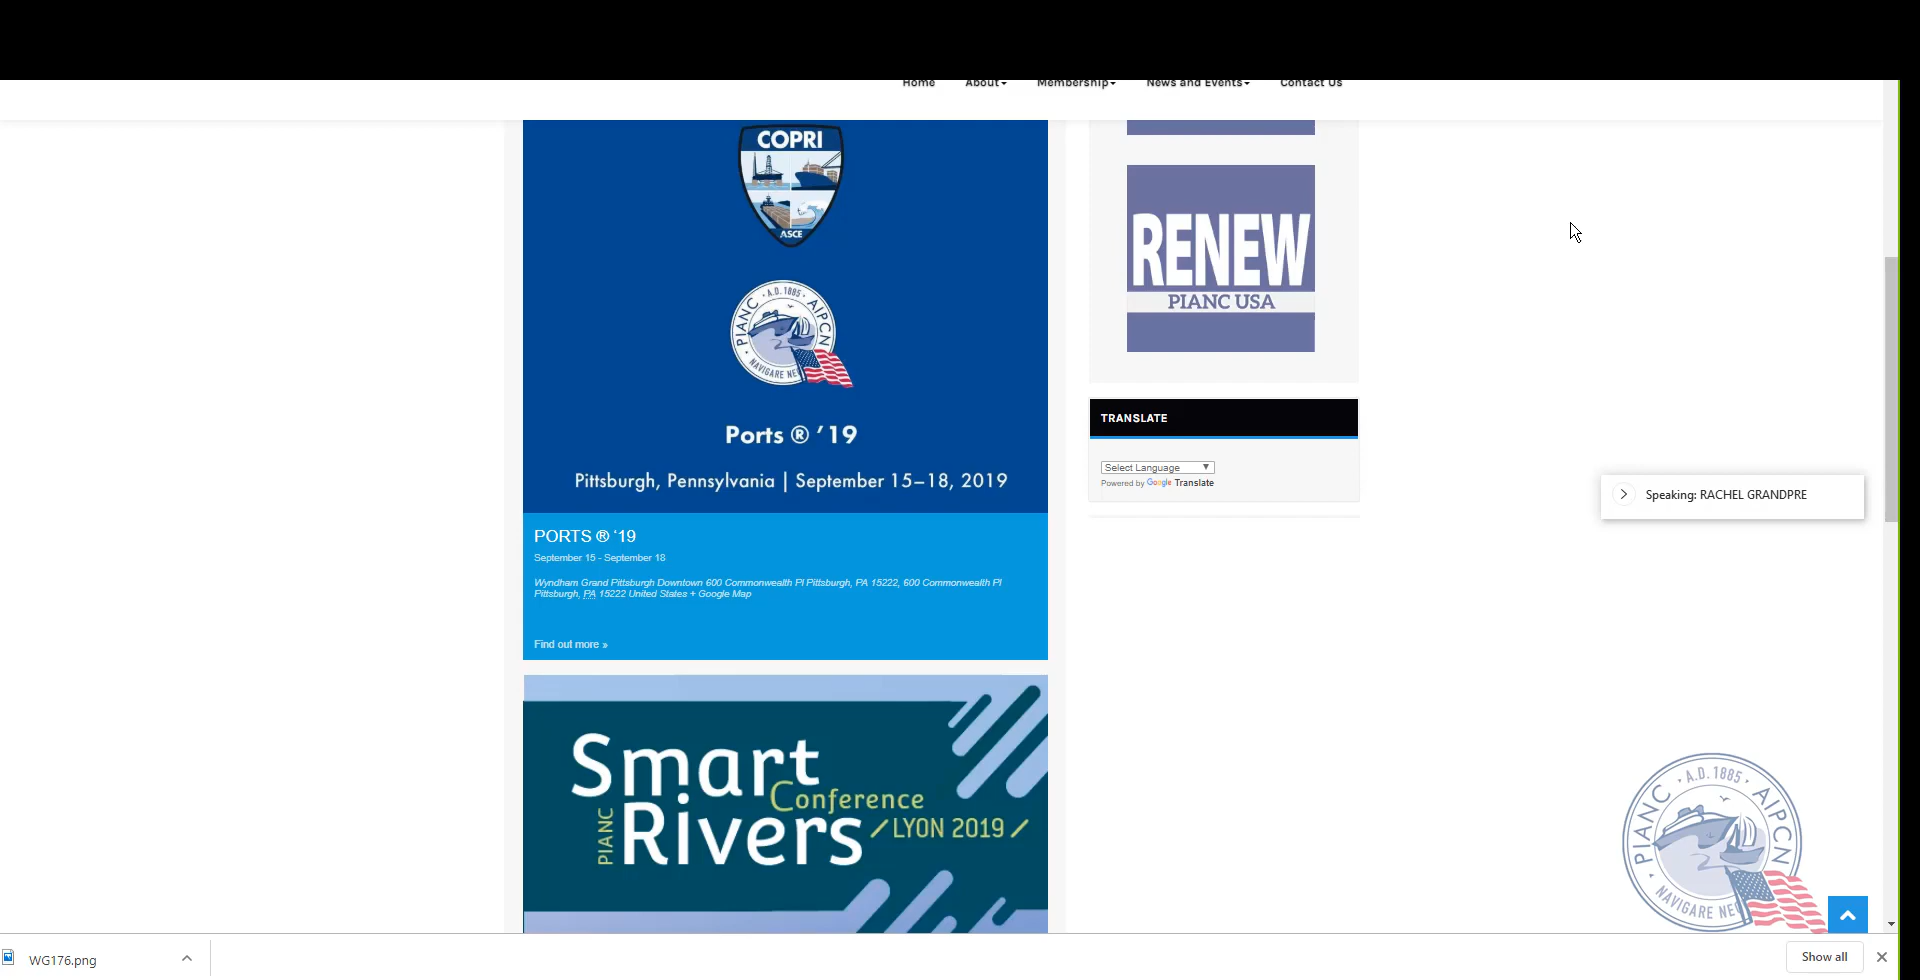 Home About Membership News and Events Contact Us
COPRI
ASCE
PIANC · A.D. 1885 · AIPCN
NAVIGARE NE
Ports ® ’19
Pittsburgh, Pennsylvania | September 15–18, 2019
PORTS ® ‘19
September 15 - September 18
Wyndham Grand Pittsburgh Downtown 600 Commonwealth Pl Pittsburgh, PA 15222, 600 Commonwealth Pl
Pittsburgh, PA 15222 United States + Google Map
Find out more »
Smart
Conference
PIANC Rivers
/ LYON 2019 /
RENEW
PIANC USA
TRANSLATE
Select Language ▼
Powered by Google Translate
Speaking: RACHEL GRANDPRE
PIANC · A.D. 1885 · AIPCN
NAVIGARE NE
WG176.png
Show all